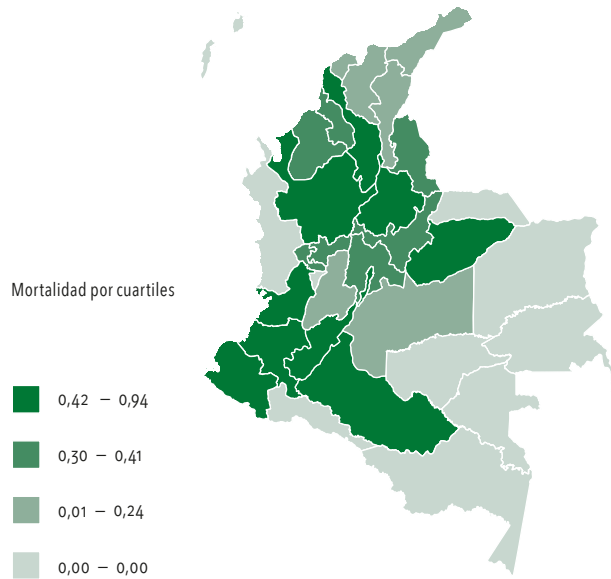 Mortalidad por cuartiles
0,42 – 0,94
0,30 – 0,41
0,01 – 0,24
0,00 – 0,00